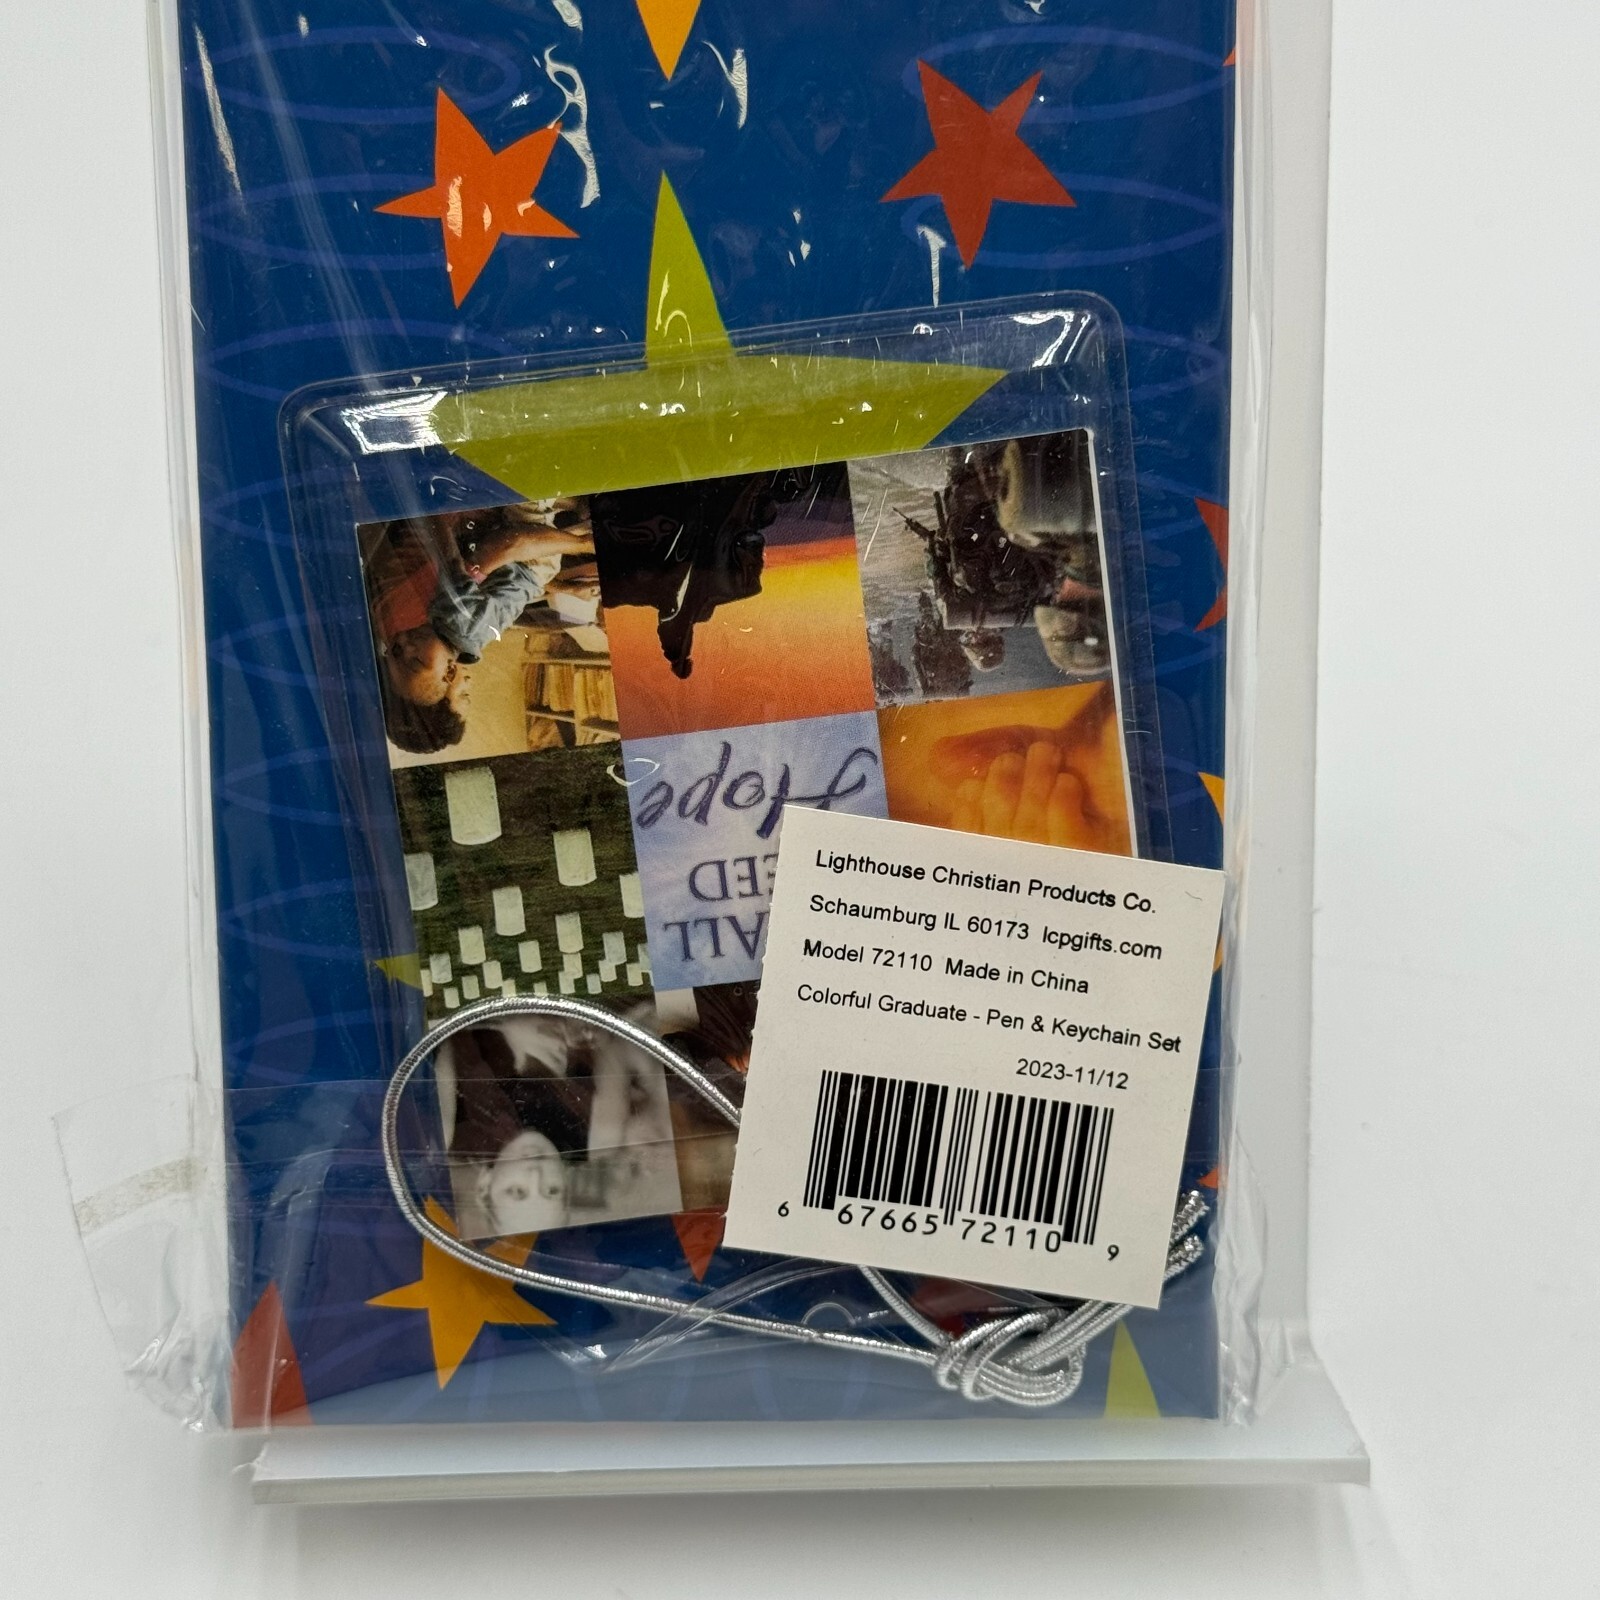 Hope
ALL
Lighthouse Christian Products Co.
Schaumburg IL 60173 lcpgifts.com
Model 72110 Made in China
Colorful Graduate - Pen & Keychain Set
2023-11/12
6 67665 72110 9